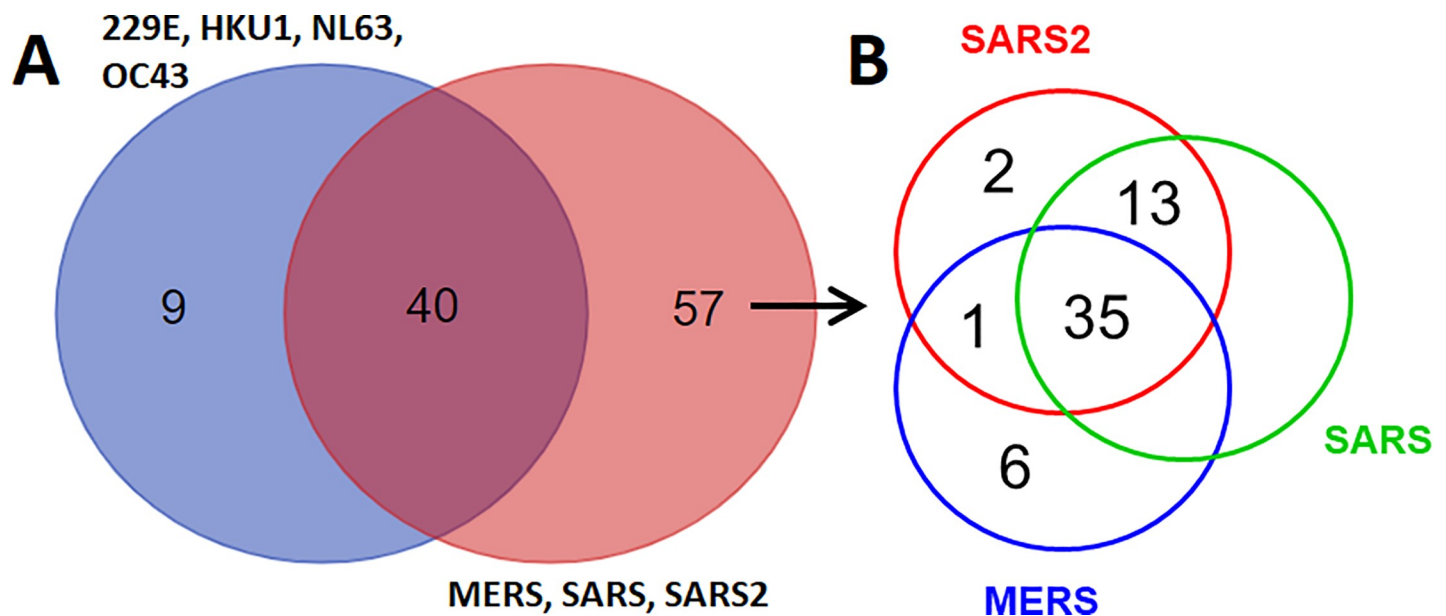 A
229E, HKU1, NL63,
OC43
9
40
57
MERS, SARS, SARS2
B
SARS2
2
13
1
35
SARS
6
MERS